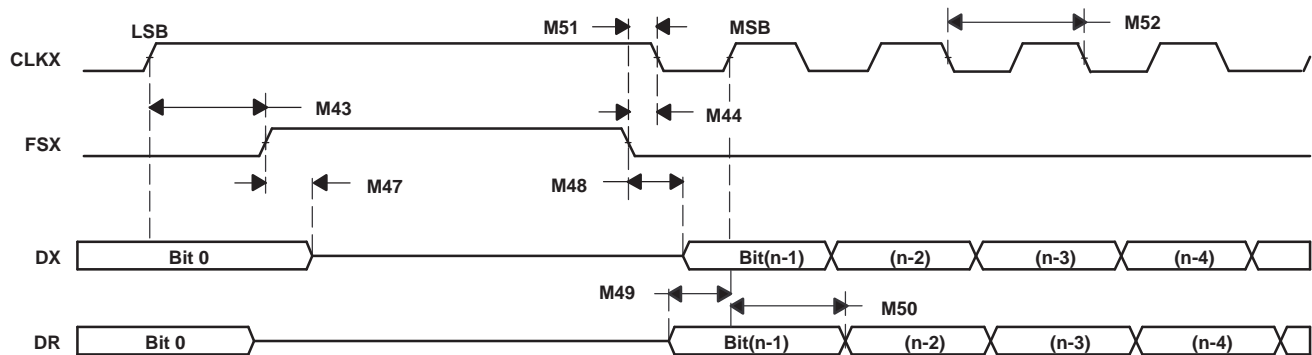 LSB
M51
MSB
M52
CLKX
M43
M44
FSX
M47
M48
DX
Bit 0
Bit(n-1)
(n-2)
(n-3)
(n-4)
M49
M50
DR
Bit 0
Bit(n-1)
(n-2)
(n-3)
(n-4)